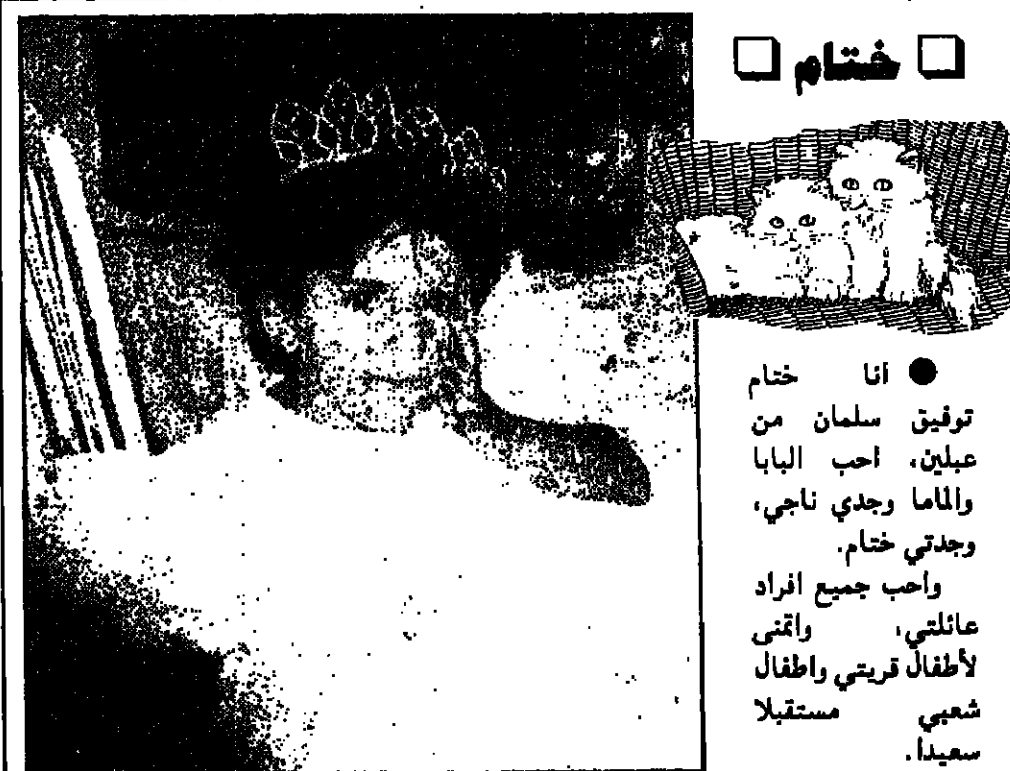 ختام
انا ختام
توفيق سلمان من
عبلين، احب البابا
والماما وجدي ناجي،
وجدتي ختام.
واحب جميع افراد
عائلتي، واتمنى
لأطفال قريتي واطفال
شعبي مستقبلا
سعيدا.